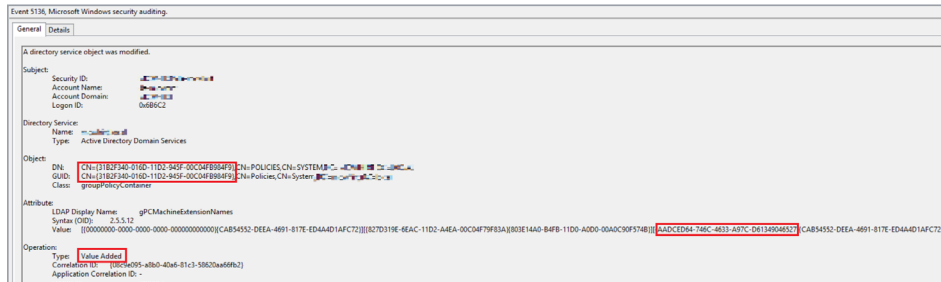 Event 5136, Microsoft Windows security auditing.
General Details
A directory service object was modified.
Subject:
Security ID:
Account Name:
Account Domain:
Logon ID: 0x6B6C2
Directory Service:
Name:
Type: Active Directory Domain Services
Object:
DN: CN={31B2F340-016D-11D2-945F-00C04FB984F9},CN=POLICIES,CN=SYSTEM,
GUID: CN={31B2F340-016D-11D2-945F-00C04FB984F9},CN=Policies,CN=System,
Class: groupPolicyContainer
Attribute:
LDAP Display Name: gPCMachineExtensionNames
Syntax (OID): 2.5.5.12
Value: [{00000000-0000-0000-0000-000000000000}{CAB54552-DEEA-4691-817E-ED4A4D1AFC72}][{827D319E-6EAC-11D2-A4EA-00C04F79F83A}{803E14A0-B4FB-11D0-A0D0-00A0C90F574B}][{AADCED64-746C-4633-A97C-D61349046527}{CAB54552-DEEA-4691-817E-ED4A4D1AFC72
Operation:
Type: Value Added
Correlation ID: {08c9e095-a8b0-40a6-81c3-58620aa66fb2}
Application Correlation ID: -